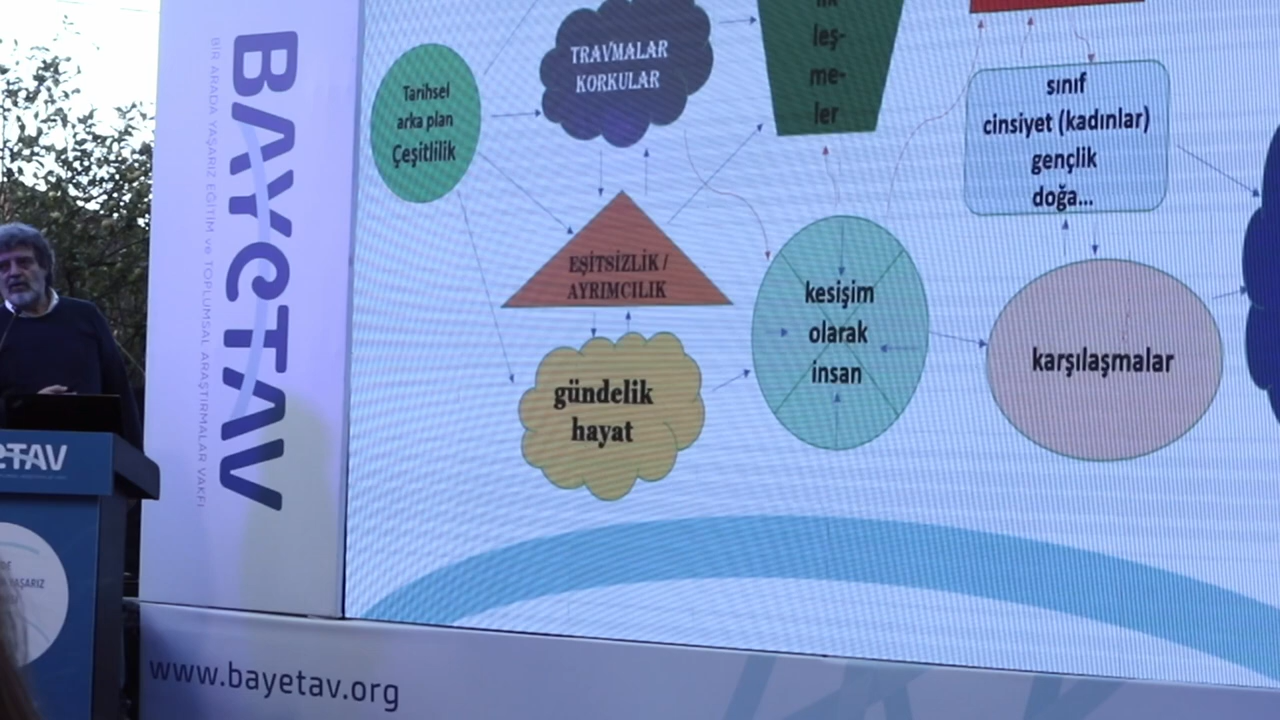 BAYETAV
BİR ARADA YAŞARIZ EĞİTİM ve TOPLUMSAL ARAŞTIRMALAR VAKFI
Tarihsel
arka plan
Çeşitlilik
TRAVMALAR
KORKULAR
leş-
me-
ler
EŞİTSİZLİK /
AYRIMCILIK
gündelik
hayat
kesişim
olarak
insan
sınıf
cinsiyet (kadınlar)
gençlik
doğa...
karşılaşmalar
ETAV
YAŞARIZ
www.bayetav.org